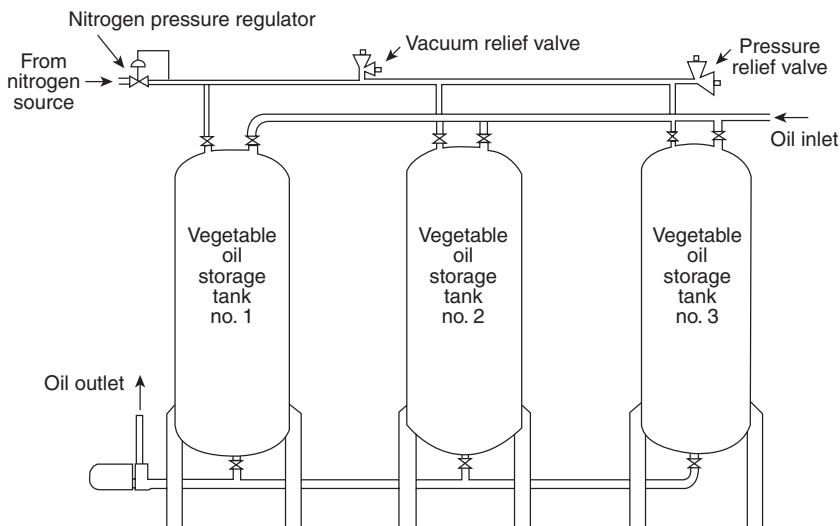 Nitrogen pressure regulator
From
nitrogen
source
Vacuum relief valve
Pressure
relief valve
Oil inlet
Vegetable
oil
storage
tank
no. 1
Vegetable
oil
storage
tank
no. 2
Vegetable
oil
storage
tank
no. 3
Oil outlet